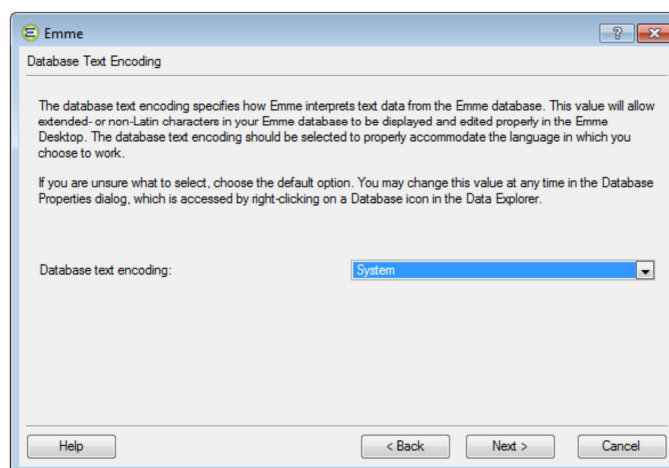 Emme
Database Text Encoding
The database text encoding specifies how Emme interprets text data from the Emme database. This value will allow
extended- or non-Latin characters in your Emme database to be displayed and edited properly in the Emme
Desktop. The database text encoding should be selected to properly accommodate the language in which you
choose to work.
If you are unsure what to select, choose the default option. You may change this value at any time in the Database
Properties dialog, which is accessed by right-clicking on a Database icon in the Data Explorer.
Database text encoding: System
Help < Back Next > Cancel